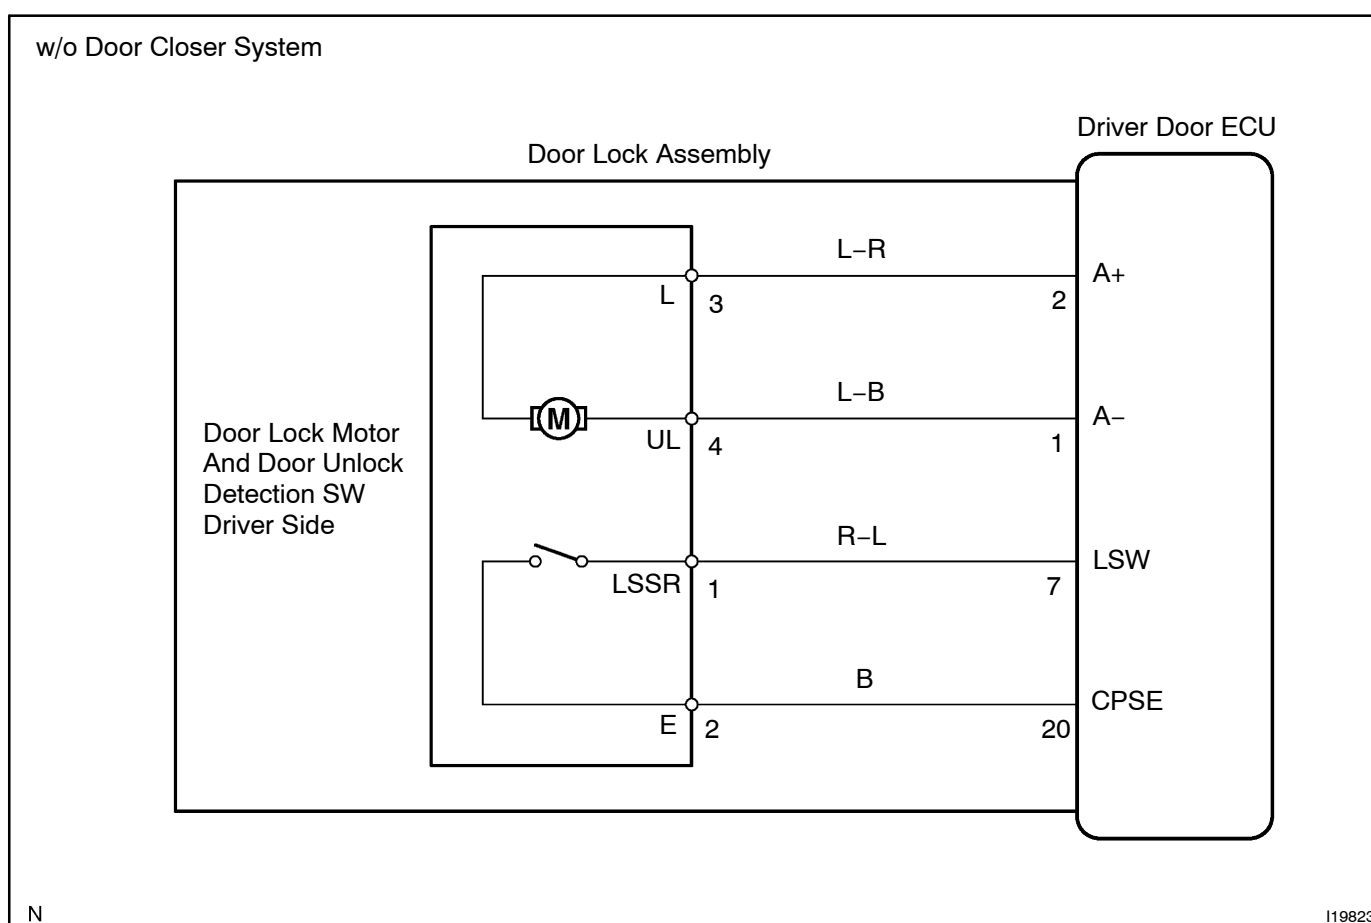 w/o Door Closer System
Driver Door ECU
Door Lock Assembly
L−R
A+
L
3
2
L−B
A−
UL
4
1
Door Lock Motor
And Door Unlock
Detection SW
Driver Side
R−L
LSW
LSSR
1
7
B
CPSE
E
2
20
M
N
I19823